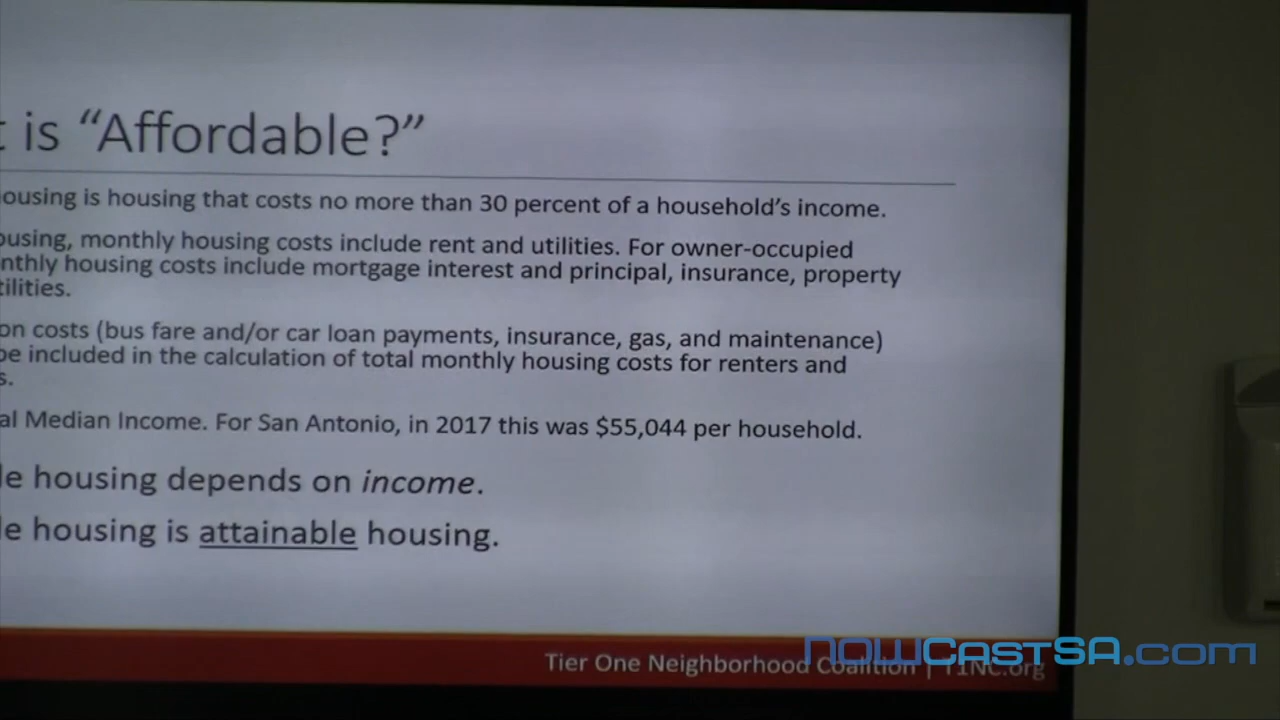 is “Affordable?”
ousing is housing that costs no more than 30 percent of a household’s income.
ousing, monthly housing costs include rent and utilities. For owner-occupied
nthly housing costs include mortgage interest and principal, insurance, property
tilities.
on costs (bus fare and/or car loan payments, insurance, gas, and maintenance)
be included in the calculation of total monthly housing costs for renters and
s.
al Median Income. For San Antonio, in 2017 this was $55,044 per household.
le housing depends on income.
le housing is attainable housing.
Tier One Neighborhood Coalition | T1NC.org
NOWCastSA.com